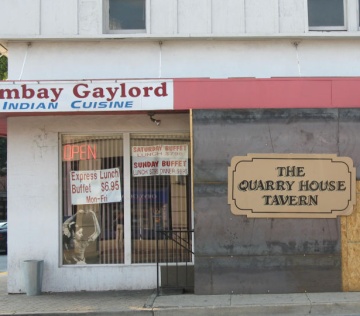 mbay Gaylord
INDIAN CUISINE
OPEN
Express Lunch
Buffet $6.95
Mon-Fri
SATURDAY BUFFET
SUNDAY BUFFET
THE
QUARRY HOUSE
TAVERN